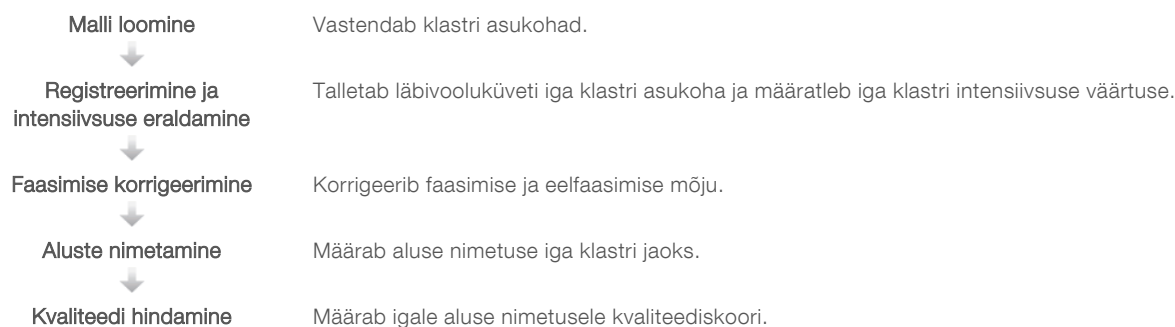 Malli loomine
Vastendab klastri asukohad.
Registreerimine ja
intensiivsuse eraldamine
Talletab läbivooluküveti iga klastri asukoha ja määratleb iga klastri intensiivsuse väärtuse.
Faasimise korrigeerimine
Korrigeerib faasimise ja eelfaasimise mõju.
Aluste nimetamine
Määrab aluse nimetuse iga klastri jaoks.
Kvaliteedi hindamine
Määrab igale aluse nimetusele kvaliteediskoori.